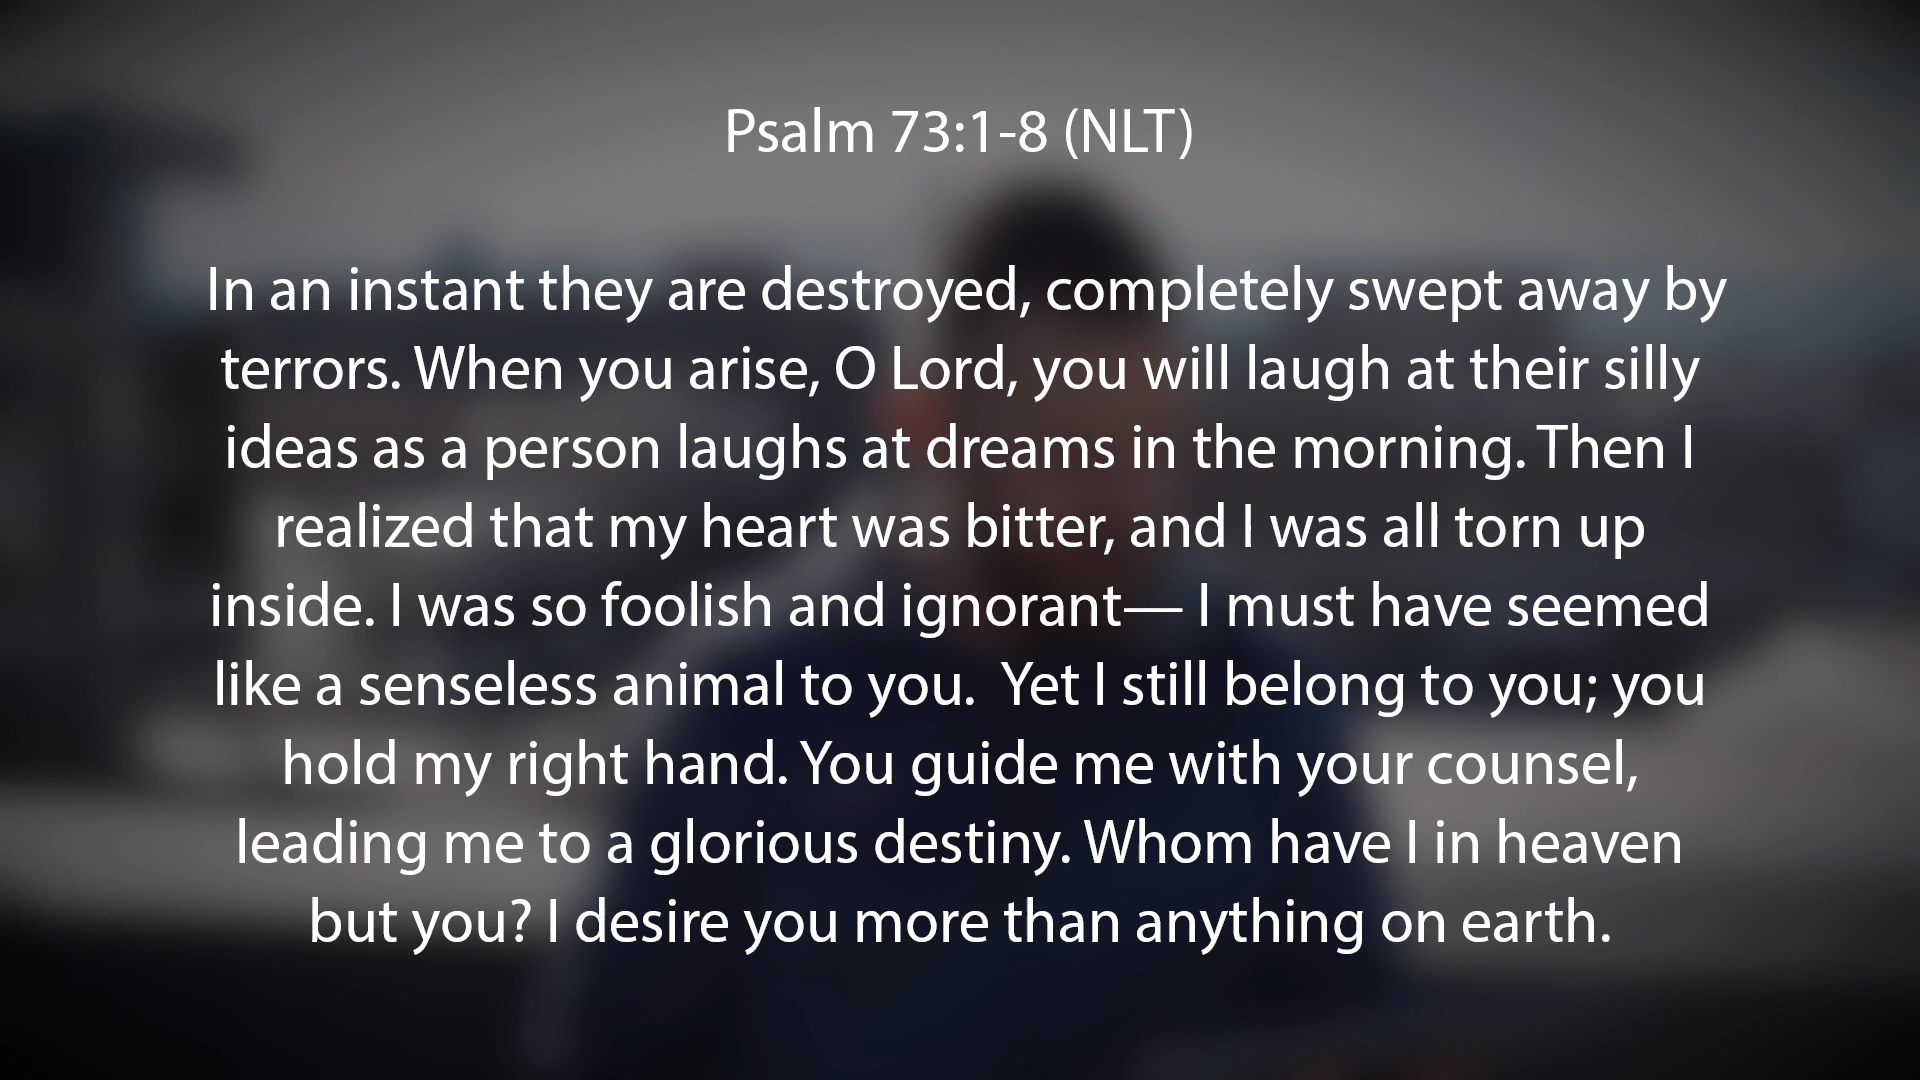 Psalm 73:1-8 (NLT)
In an instant they are destroyed, completely swept away by
terrors. When you arise, O Lord, you will laugh at their silly
ideas as a person laughs at dreams in the morning. Then I
realized that my heart was bitter, and I was all torn up
inside. I was so foolish and ignorant— I must have seemed
like a senseless animal to you.  Yet I still belong to you; you
hold my right hand. You guide me with your counsel,
leading me to a glorious destiny. Whom have I in heaven
but you? I desire you more than anything on earth.